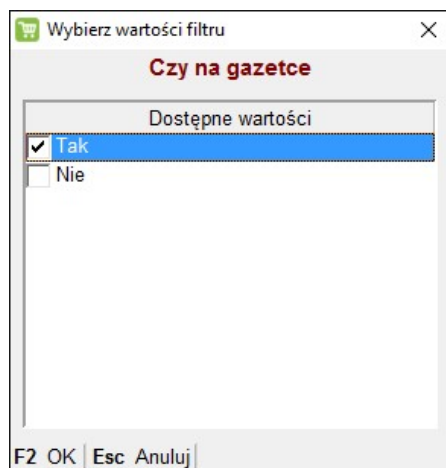 Wybierz wartości filtru
Czy na gazetce
Dostępne wartości
Tak
Nie
F2 OK Esc Anuluj